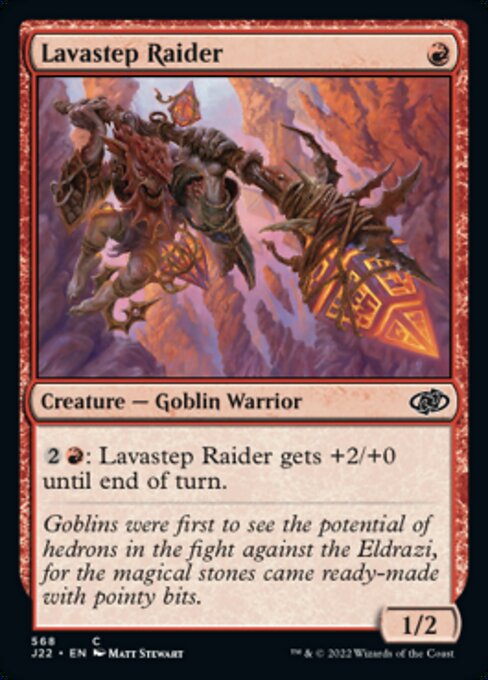 Lavastep Raider
Creature — Goblin Warrior
2 : Lavastep Raider gets +2/+0
until end of turn.
Goblins were first to see the potential of
hedrons in the fight against the Eldrazi,
for the magical stones came ready-made
with pointy bits.
1/2
568 C
J22 • EN Matt Stewart
™ & © 2022 Wizards of the Coast